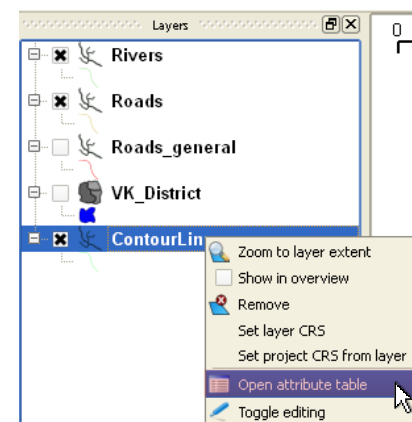 Layers
0
Rivers
Roads
Roads_general
VK_District
ContourLin
Zoom to layer extent
Show in overview
Remove
Set layer CRS
Set project CRS from layer
Open attribute table
Toggle editing